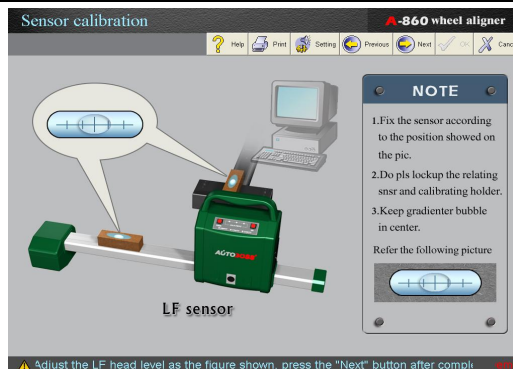 Sensor calibration
A-860 wheel aligner
Help
Print
Setting
Previous
Next
OK
Canc
NOTE
1.Fix the sensor according
to the position showed on
the pic.
2.Do pls lockup the relating
snsr and calibrating holder.
3.Keep gradienter bubble
in center.
Refer the following picture
AUTOBOSS
LF sensor
Adjust the LF head level as the figure shown, press the "Next" button after comple